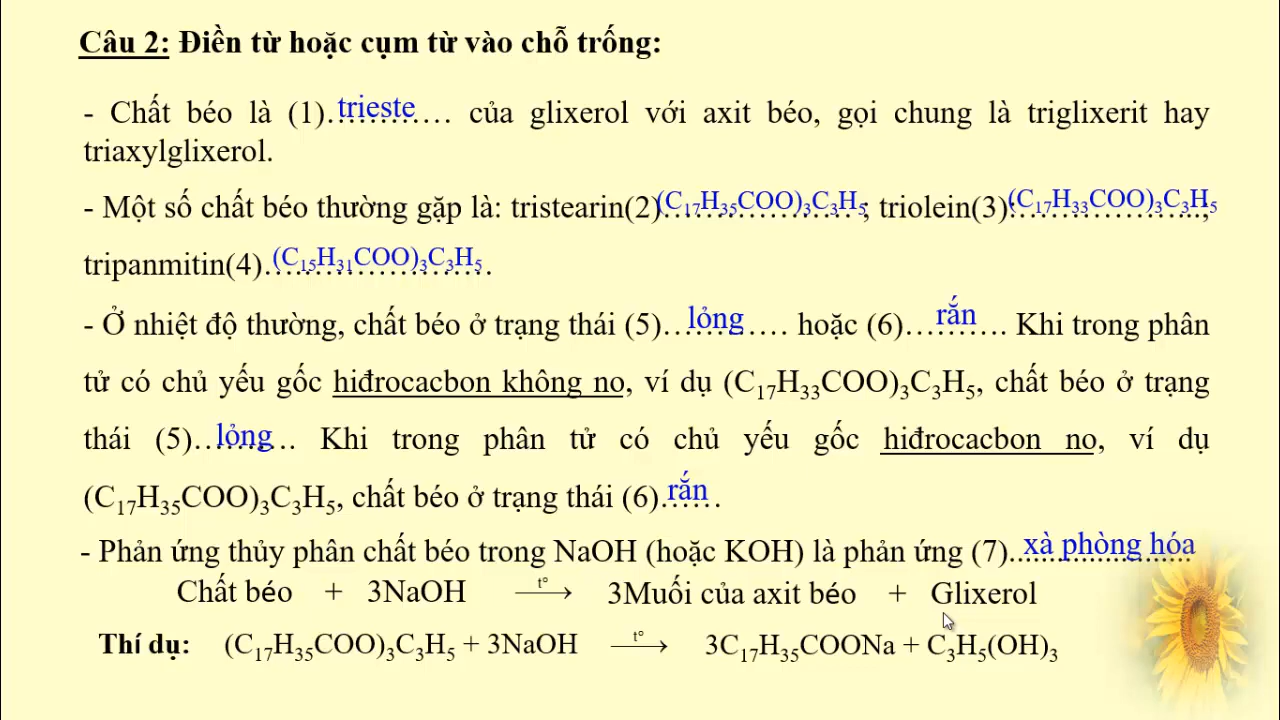 Câu 2: Điền từ hoặc cụm từ vào chỗ trống:
- Chất béo là (1)…trieste……… của glixerol với axit béo, gọi chung là triglixerit hay
triaxylglixerol.
- Một số chất béo thường gặp là: tristearin(2)(C₁₇H₃₅COO)₃C₃H₅; triolein(3):(C₁₇H₃₃COO)₃C₃H₅;
tripanmitin(4)(C₁₅H₃₁COO)₃C₃H₅.
- Ở nhiệt độ thường, chất béo ở trạng thái (5)…lỏng…… hoặc (6)…rắn……. Khi trong phân
tử có chủ yếu gốc hiđrocacbon không no, ví dụ (C₁₇H₃₃COO)₃C₃H₅, chất béo ở trạng
thái (5)…lỏng….. Khi trong phân tử có chủ yếu gốc hiđrocacbon no, ví dụ
(C₁₇H₃₅COO)₃C₃H₅, chất béo ở trạng thái (6)rắn…….
- Phản ứng thủy phân chất béo trong NaOH (hoặc KOH) là phản ứng (7)...xà phòng hóa...
Chất béo + 3NaOH t° ⟶ 3Muối của axit béo + Glixerol
Thí dụ: (C₁₇H₃₅COO)₃C₃H₅ + 3NaOH t° ⟶ 3C₁₇H₃₅COONa + C₃H₅(OH)₃